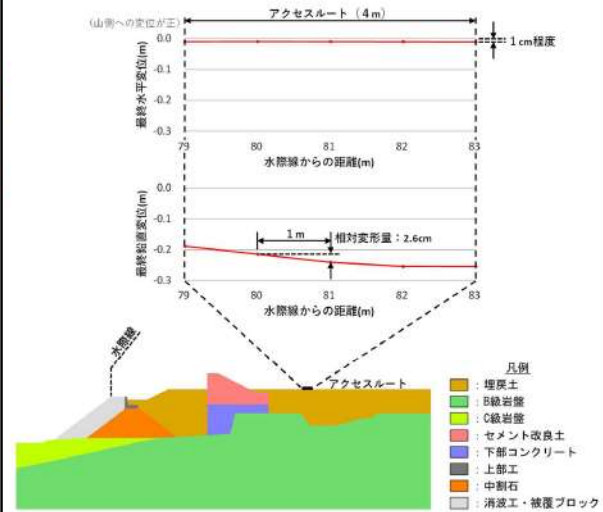 アクセスルート（4m）
（山側への変位が正）
最終水平変位(m)
0.0
-0.1
-0.2
-0.3
1cm程度
79 80 81 82 83
水際線からの距離(m)
最終鉛直変位(m)
0.0
-0.1
-0.2
-0.3
1m
相対変形量：2.6cm
79 80 81 82 83
水際線からの距離(m)
水際線
アクセスルート
凡例
：埋戻土
：B級岩盤
：C級岩盤
：セメント改良土
：下部コンクリート
：上部工
：中割石
：消波工・被覆ブロック